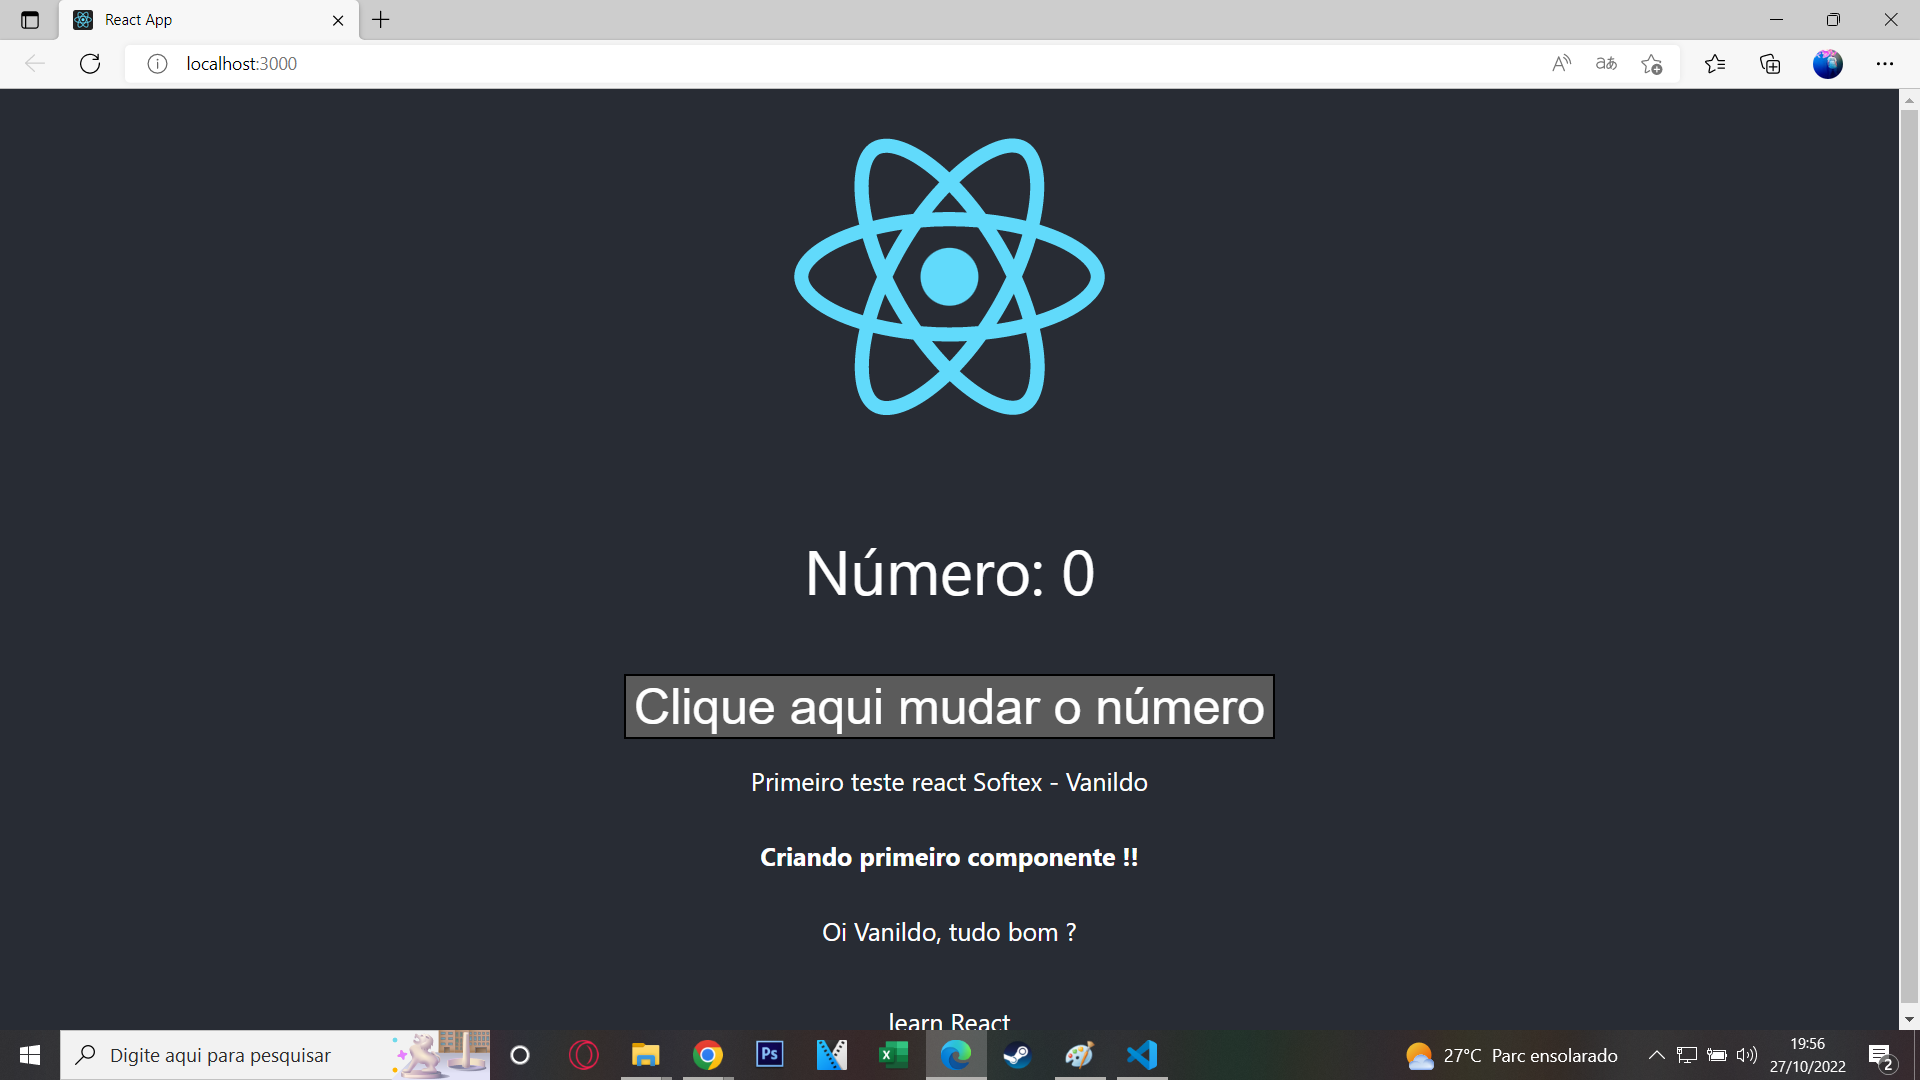 React App
localhost:3000
Número: 0
Clique aqui mudar o número
Primeiro teste react Softex - Vanildo
Criando primeiro componente !!
Oi Vanildo, tudo bom ?
learn React
Digite aqui para pesquisar
Ps
27°C Parc ensolarado
19:56
27/10/2022
2